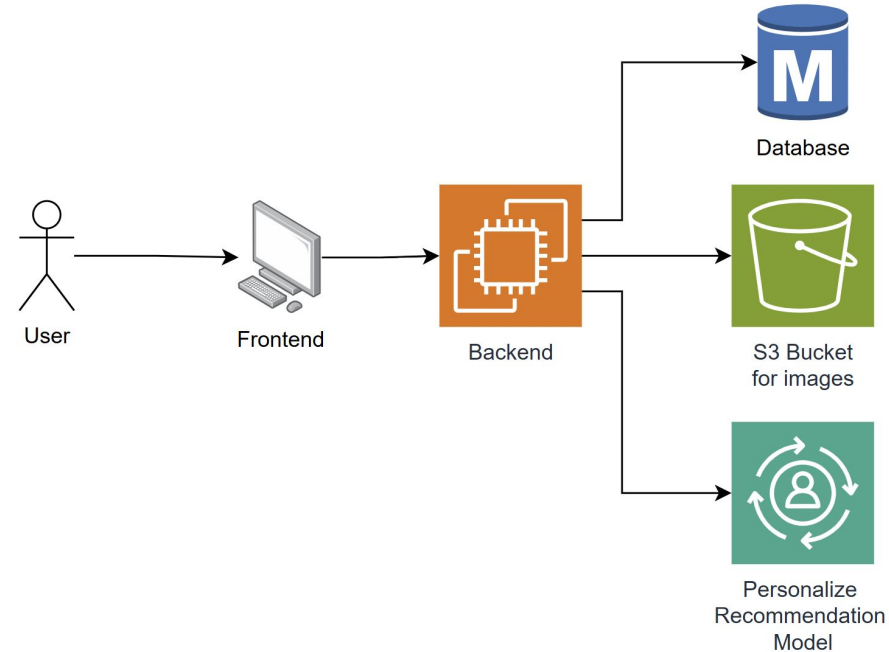 M
Database
User
Frontend
Backend
S3 Bucket
for images
Personalize
Recommendation
Model